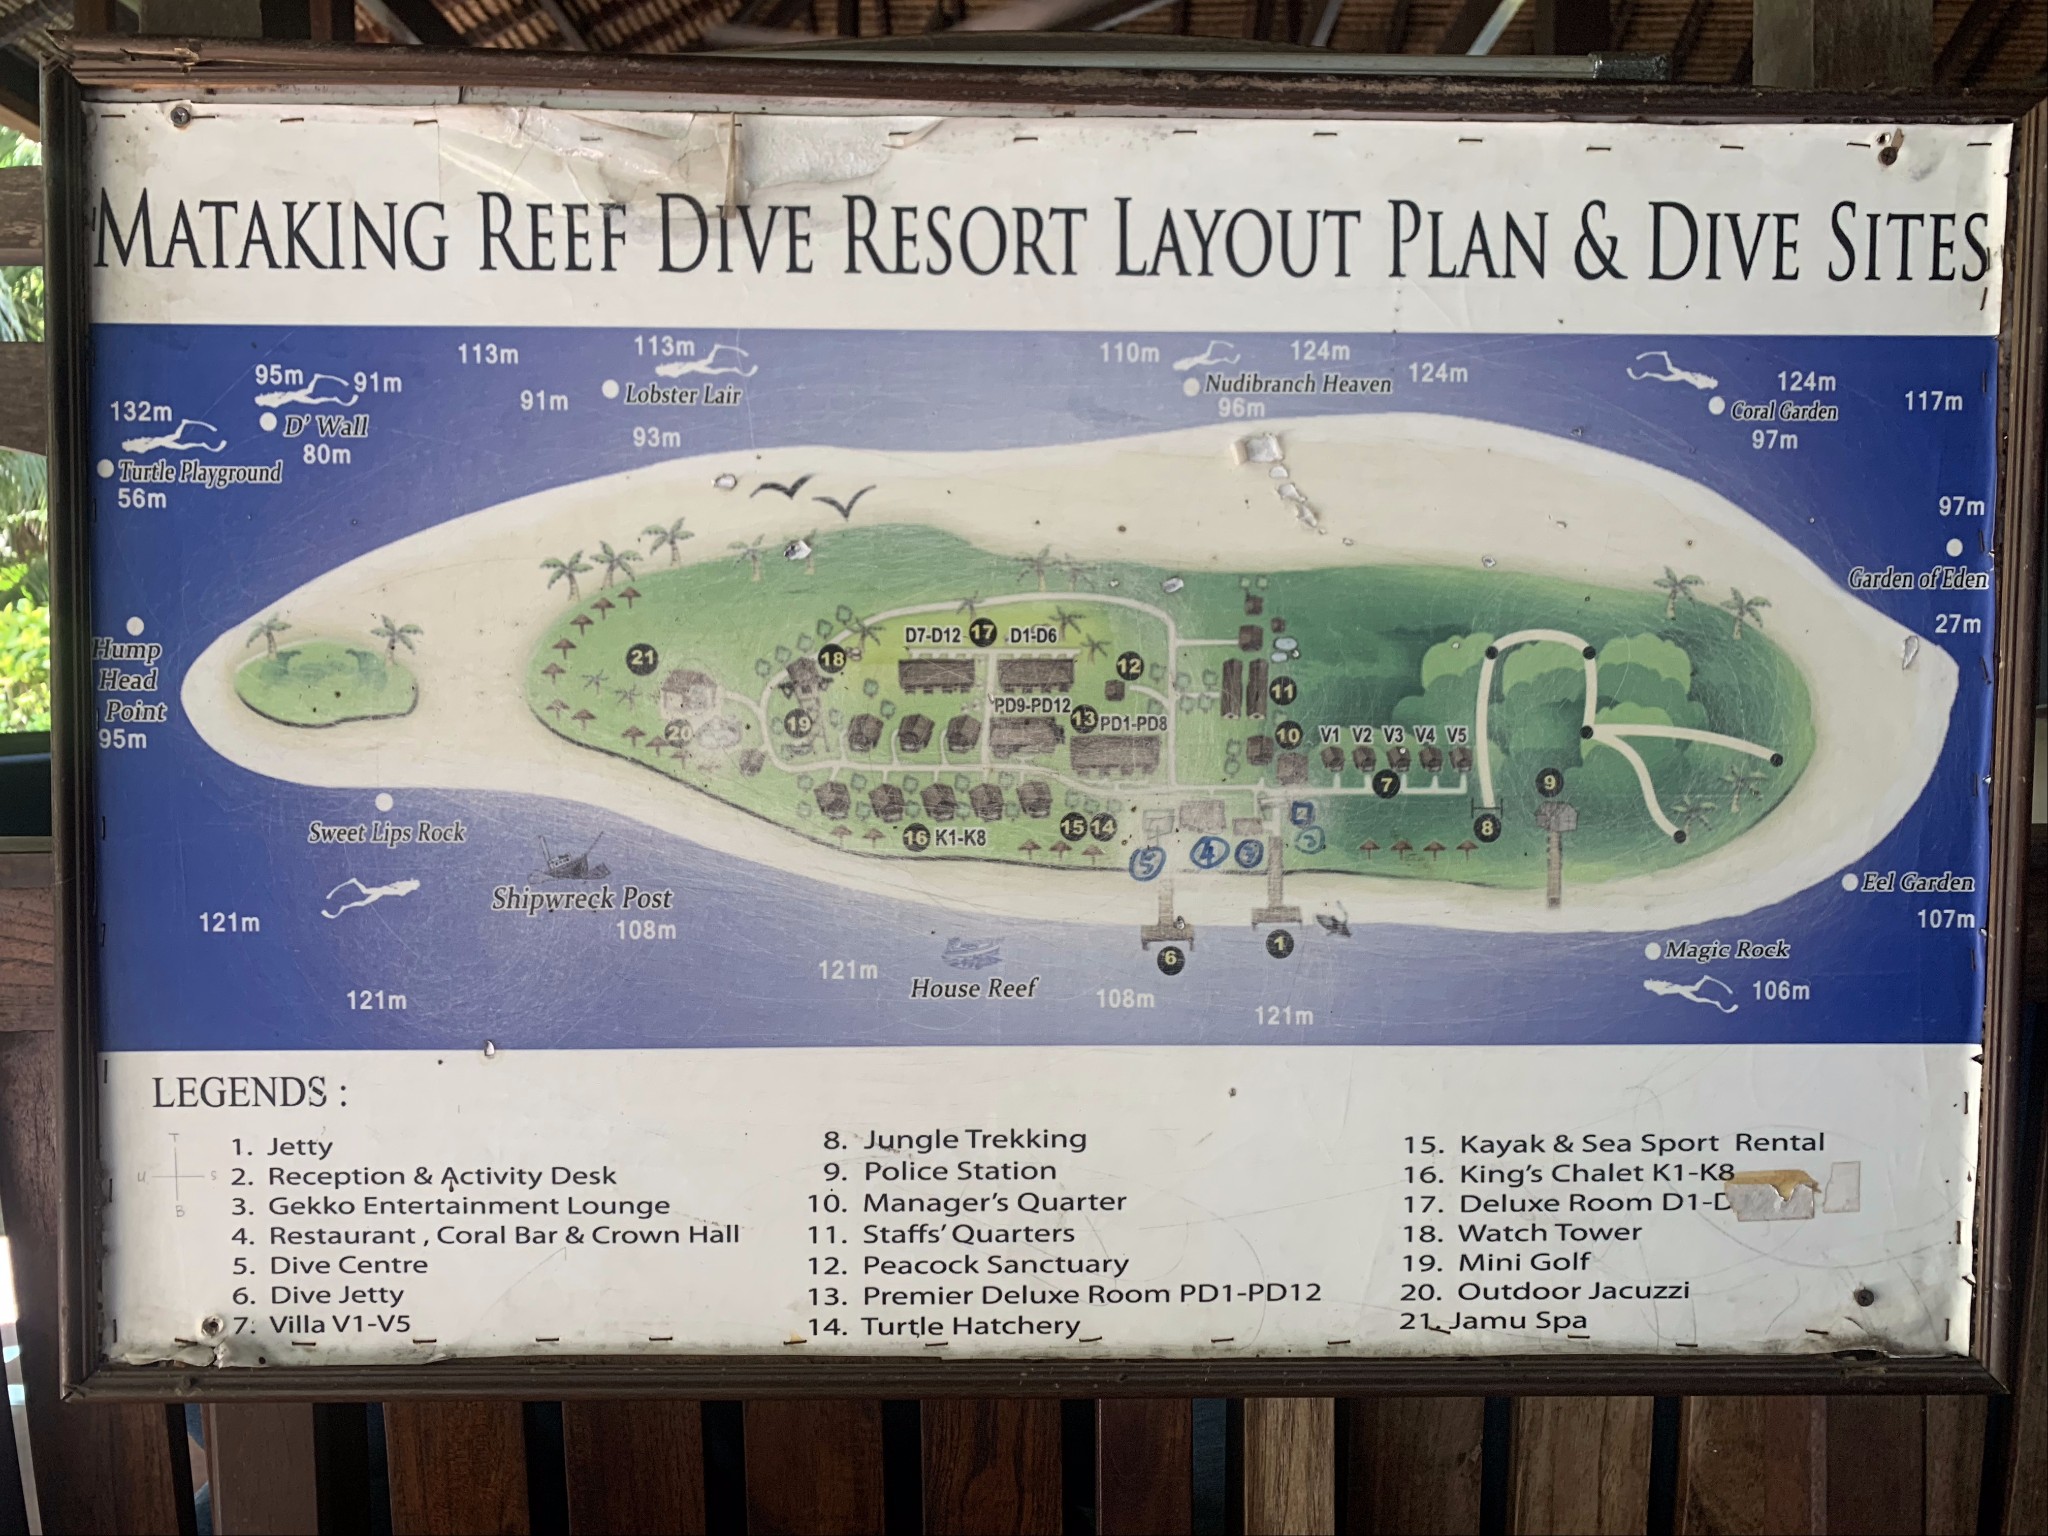 MATAKING REEF DIVE RESORT LAYOUT PLAN & DIVE SITES
113m
113m
110m
124m
124m
95m
91m
91m
Lobster Lair
Nudibranch Heaven
124m
117m
132m
D' Wall
96m
Coral Garden
80m
93m
97m
Turtle Playground
56m
97m
Garden of Eden
27m
Hump
Head
Point
95m
21
18
D7-D12
17
D1-D6
12
11
PD9-PD12
13
PD1-PD8
20
19
10
V1 V2 V3 V4 V5
7
9
8
16 K1-K8
15 14
5
4
2
Sweet Lips Rock
Shipwreck Post
108m
121m
121m
121m
House Reef
6
1
108m
121m
Eel Garden
107m
Magic Rock
106m
LEGENDS :
1. Jetty
2. Reception & Activity Desk
3. Gekko Entertainment Lounge
4. Restaurant , Coral Bar & Crown Hall
5. Dive Centre
6. Dive Jetty
7. Villa V1-V5
8. Jungle Trekking
9. Police Station
10. Manager's Quarter
11. Staffs' Quarters
12. Peacock Sanctuary
13. Premier Deluxe Room PD1-PD12
14. Turtle Hatchery
15. Kayak & Sea Sport Rental
16. King's Chalet K1-K8
17. Deluxe Room D1-D
18. Watch Tower
19. Mini Golf
20. Outdoor Jacuzzi
21. Jamu Spa